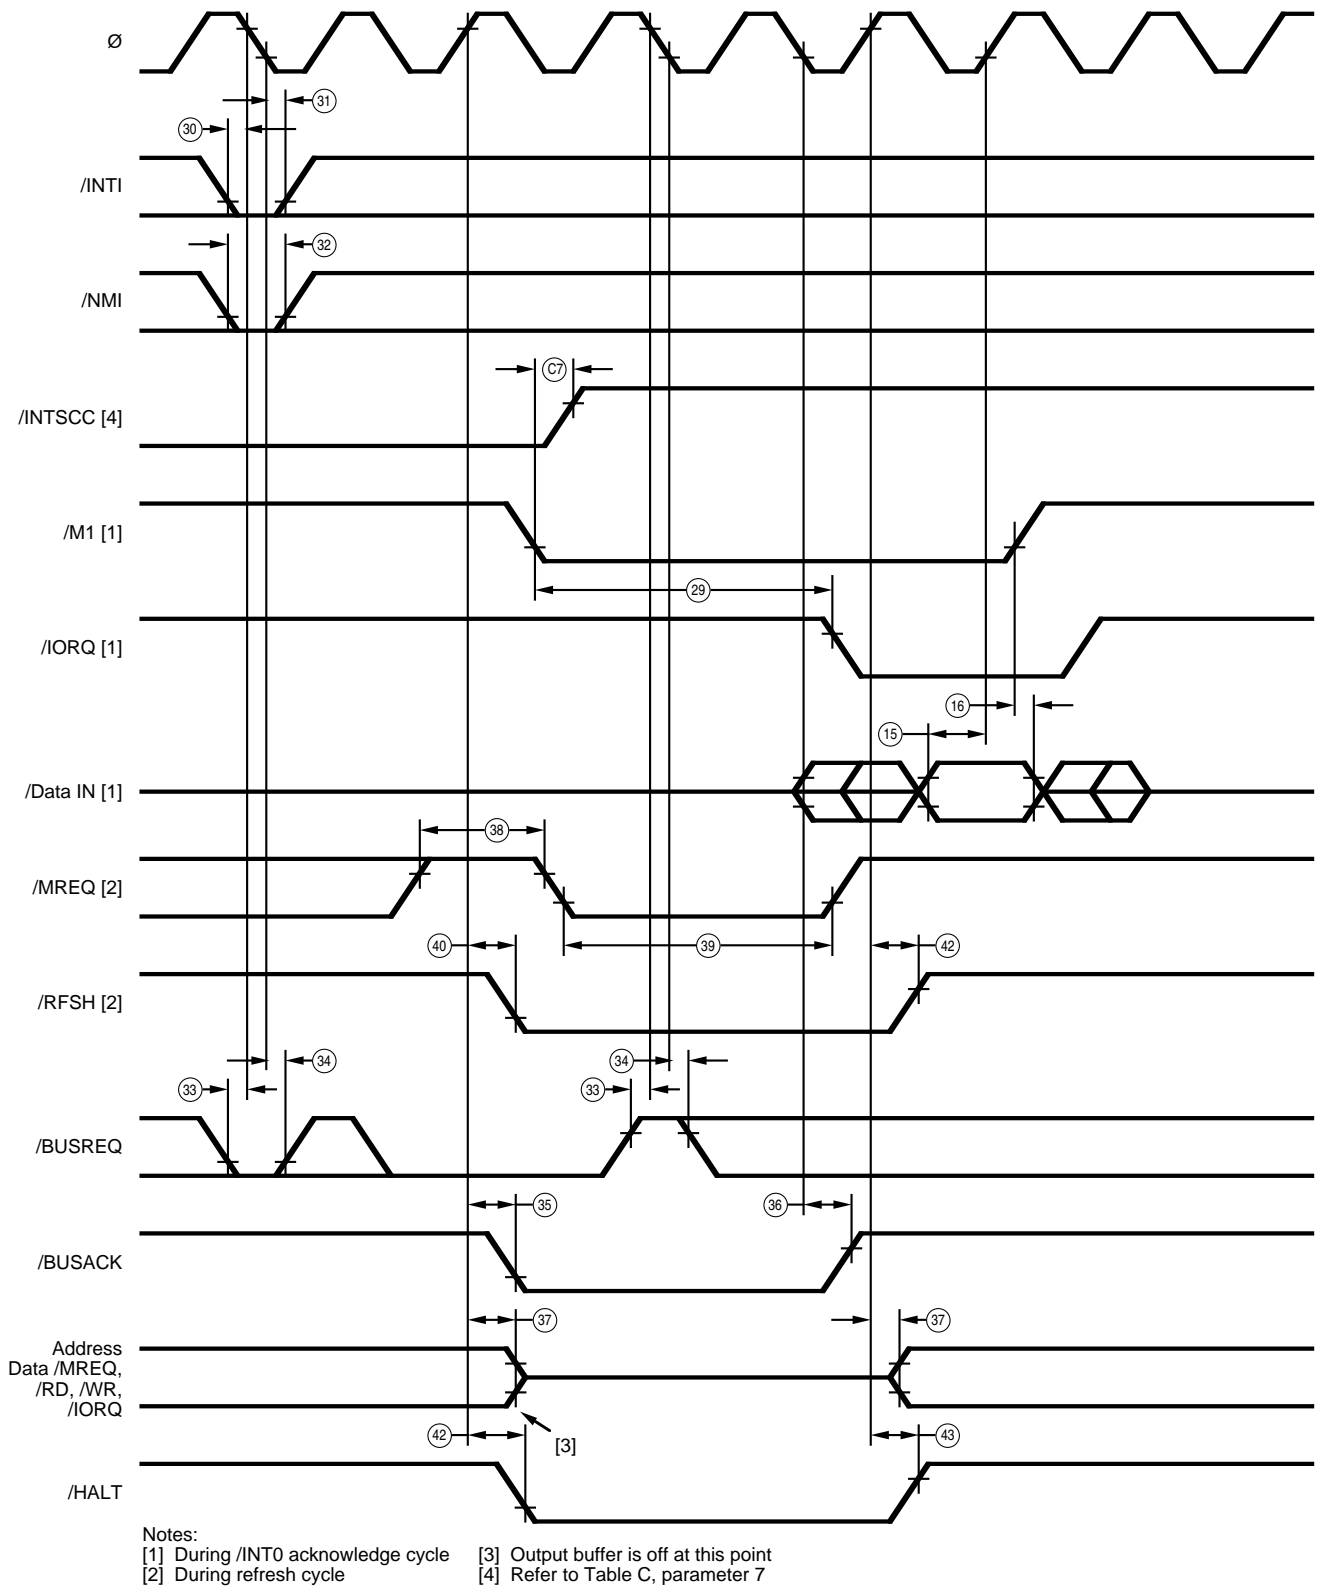 Ø
31
30
/INTI
32
/NMI
C7
/INTSCC [4]
/M1 [1]
29
/IORQ [1]
16
15
/Data IN [1]
38
/MREQ [2]
40
39
42
/RFSH [2]
34
34
33
33
/BUSREQ
35
36
/BUSACK
37
37
Address
Data /MREQ,
/RD, /WR,
/IORQ
42
[3]
43
/HALT
Notes:
[1] During /INT0 acknowledge cycle
[2] During refresh cycle
[3] Output buffer is off at this point
[4] Refer to Table C, parameter 7